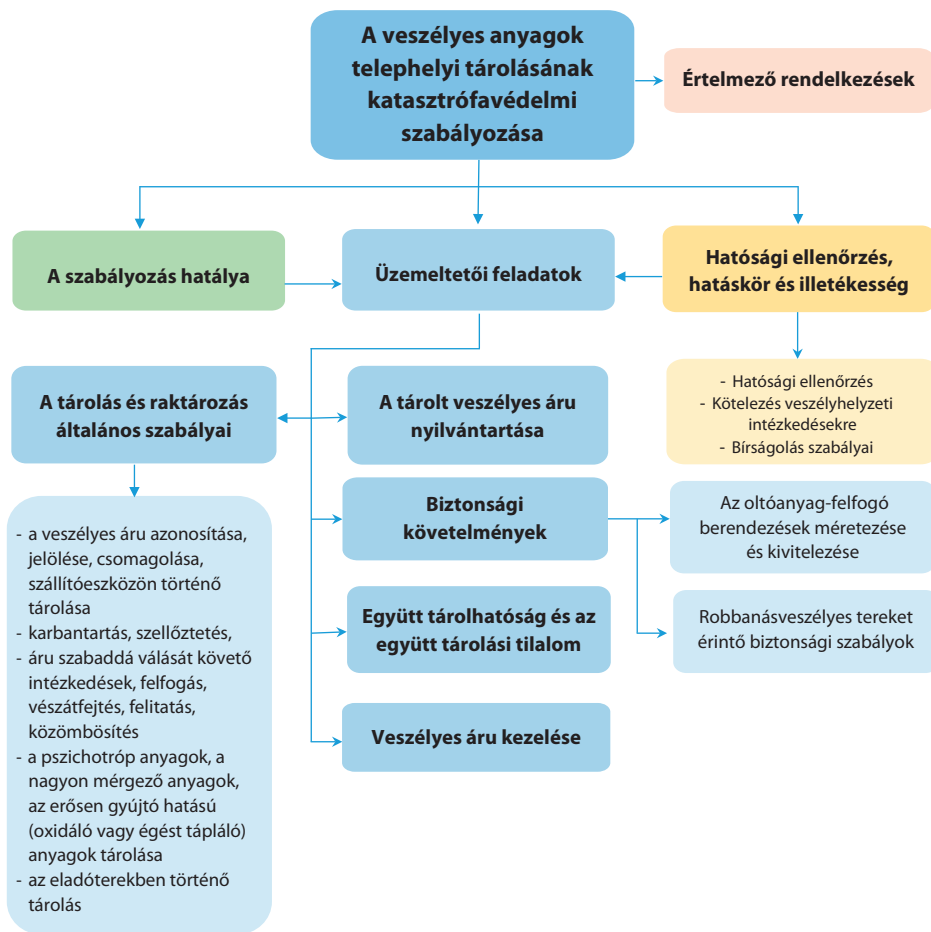 A veszélyes anyagok
telephelyi tárolásának
katasztrófavédelmi
szabályozása
Értelmező rendelkezések
A szabályozás hatálya
Üzemeltetői feladatok
Hatósági ellenőrzés,
hatáskör és illetékesség
- Hatósági ellenőrzés
- Kötelezés veszélyhelyzeti
intézkedésekre
- Bírságolás szabályai
A tárolás és raktározás
általános szabályai
A tárolt veszélyes áru
nyilvántartása
Biztonsági
követelmények
Az oltóanyag-felfogó
berendezések méretezése
és kivitelezése
Robbanásveszélyes tereket
érintő biztonsági szabályok
Együtt tárolhatóság és az
együtt tárolási tilalom
Veszélyes áru kezelése
- a veszélyes áru azonosítása,
jelölése, csomagolása,
szállítóeszközön történő
tárolása
- karbantartás, szellőztetés,
- áru szabaddá válását követő
intézkedések, felfogás,
vészátfejtés, felitatás,
közömbösítés
- a pszichotróp anyagok, a
nagyon mérgező anyagok,
az erősen gyújtó hatású
(oxidáló vagy égést tápláló)
anyagok tárolása
- az eladóterekben történő
tárolás